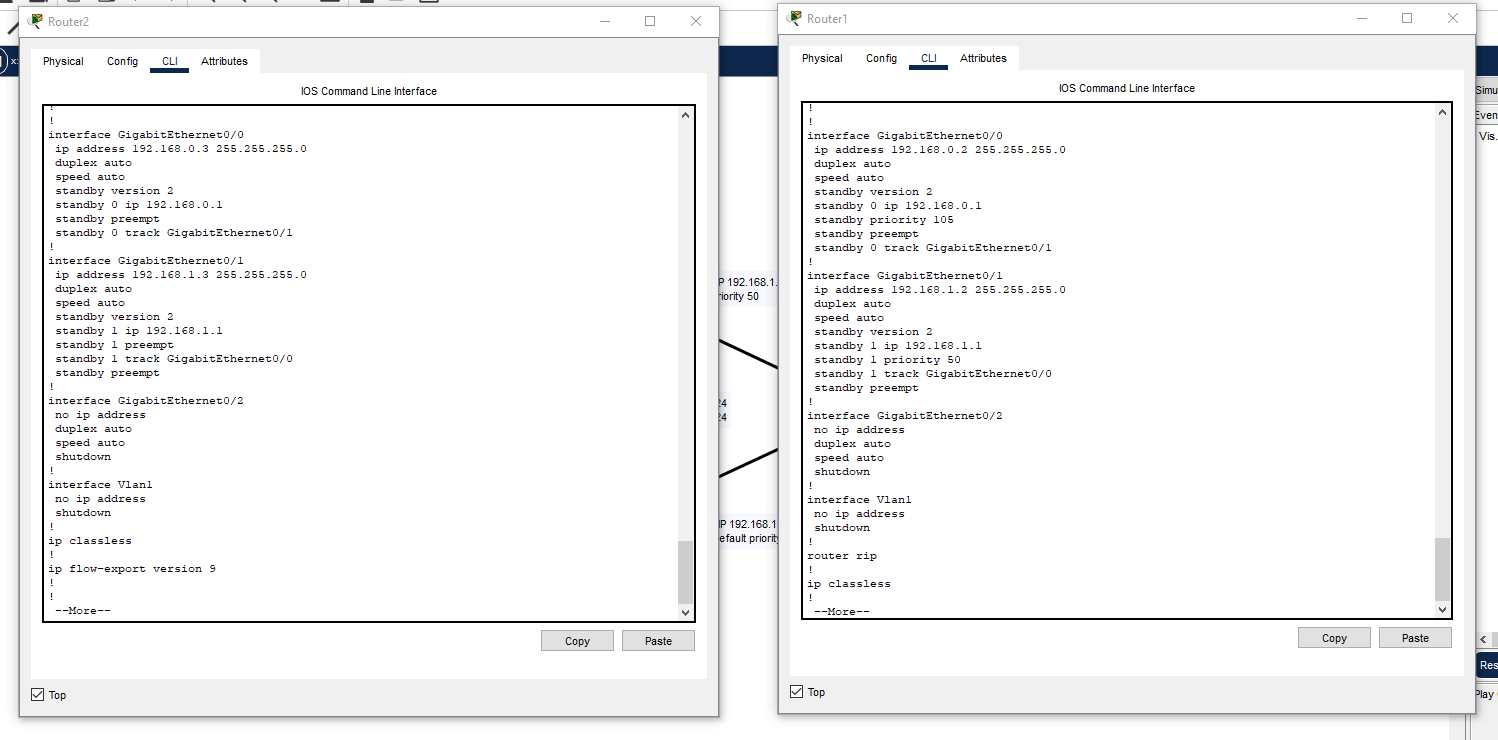 Router2
Physical Config CLI Attributes
IOS Command Line Interface
!
!
interface GigabitEthernet0/0
ip address 192.168.0.3 255.255.255.0
duplex auto
speed auto
standby version 2
standby 0 ip 192.168.0.1
standby preempt
standby 0 track GigabitEthernet0/1
!
interface GigabitEthernet0/1
ip address 192.168.1.3 255.255.255.0
duplex auto
speed auto
standby version 2
standby 1 ip 192.168.1.1
standby 1 preempt
standby 1 track GigabitEthernet0/0
standby preempt
!
interface GigabitEthernet0/2
no ip address
duplex auto
speed auto
shutdown
!
interface Vlan1
no ip address
shutdown
!
ip classless
!
ip flow-export version 9
!
!
--More--
Copy Paste
Top
P 192.168.1.
riority 50
24
24
IP 192.168.1
efault priority
Router1
Physical Config CLI Attributes
IOS Command Line Interface
!
!
interface GigabitEthernet0/0
ip address 192.168.0.2 255.255.255.0
duplex auto
speed auto
standby version 2
standby 0 ip 192.168.0.1
standby priority 105
standby preempt
standby 0 track GigabitEthernet0/1
!
interface GigabitEthernet0/1
ip address 192.168.1.2 255.255.255.0
duplex auto
speed auto
standby version 2
standby 1 ip 192.168.1.1
standby 1 priority 50
standby 1 track GigabitEthernet0/0
standby preempt
!
interface GigabitEthernet0/2
no ip address
duplex auto
speed auto
shutdown
!
interface Vlan1
no ip address
shutdown
!
router rip
!
ip classless
!
--More--
Copy Paste
Top
Simu
Even
Vis.
Res
Play